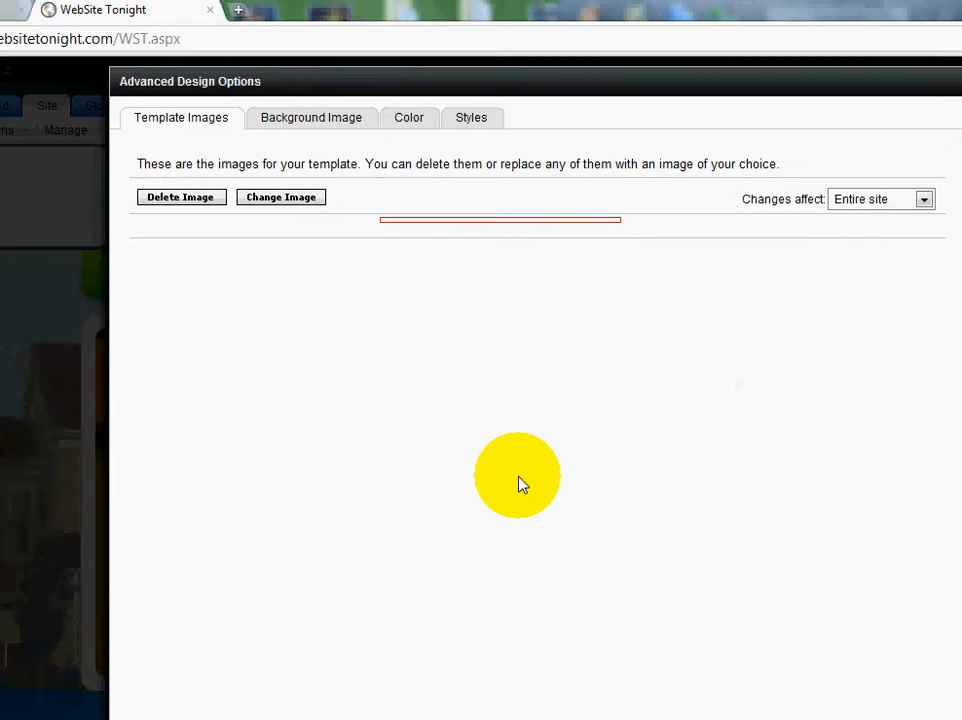 WebSite Tonight
ebsitetonight.com/WST.aspx
Advanced Design Options
Site
Manage
Template Images
Background Image
Color
Styles
These are the images for your template. You can delete them or replace any of them with an image of your choice.
Delete Image
Change Image
Changes affect:
Entire site